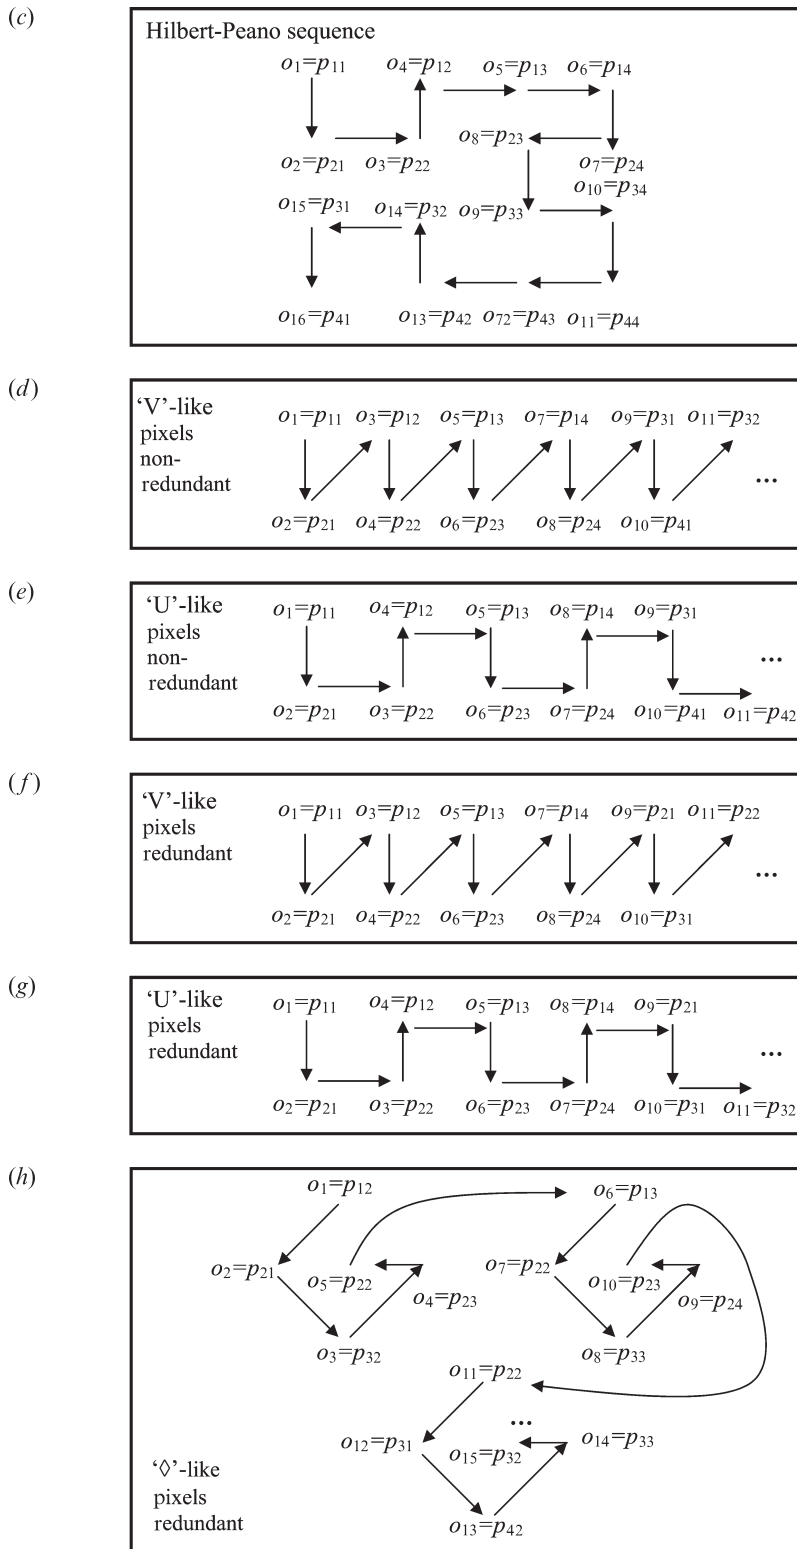 (c)
Hilbert-Peano sequence
o1=p11 o4=p12 o5=p13 o6=p14
o8=p23
o2=p21 o3=p22 o7=p24
o10=p34
o15=p31 o14=p32 o9=p33
o16=p41 o13=p42 o72=p43 o11=p44
(d)
‘V’-like
pixels
non-
redundant
o1=p11 o3=p12 o5=p13 o7=p14 o9=p31 o11=p32
...
o2=p21 o4=p22 o6=p23 o8=p24 o10=p41
(e)
‘U’-like
pixels
non-
redundant
o1=p11 o4=p12 o5=p13 o8=p14 o9=p31
...
o2=p21 o3=p22 o6=p23 o7=p24 o10=p41 o11=p42
(f)
‘V’-like
pixels
redundant
o1=p11 o3=p12 o5=p13 o7=p14 o9=p21 o11=p22
...
o2=p21 o4=p22 o6=p23 o8=p24 o10=p31
(g)
‘U’-like
pixels
redundant
o1=p11 o4=p12 o5=p13 o8=p14 o9=p21
...
o2=p21 o3=p22 o6=p23 o7=p24 o10=p31 o11=p32
(h)
o1=p12 o6=p13
o2=p21 o5=p22 o7=p22 o10=p23
o4=p23 o9=p24
o3=p32 o8=p33
o11=p22
...
o12=p31 o15=p32 o14=p33
o13=p42
‘◊’-like
pixels
redundant